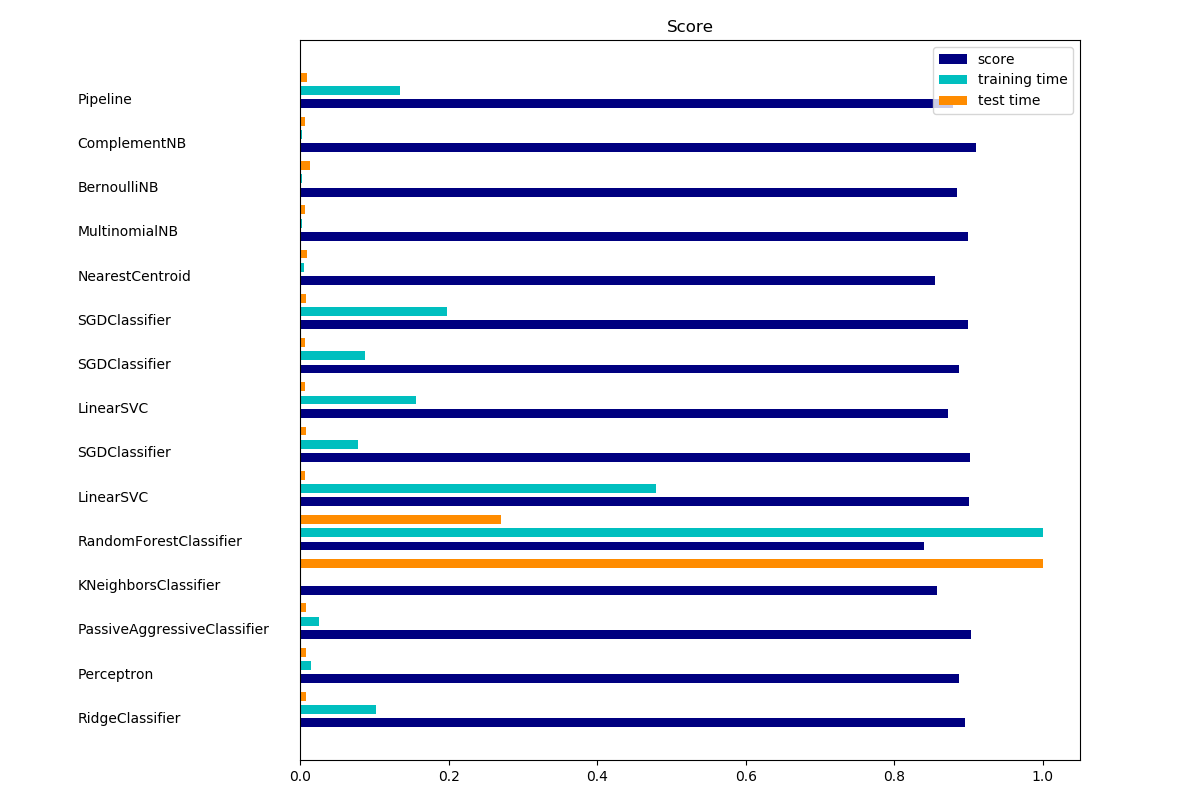 Score
score
training time
test time
Pipeline
ComplementNB
BernoulliNB
MultinomialNB
NearestCentroid
SGDClassifier
SGDClassifier
LinearSVC
SGDClassifier
LinearSVC
RandomForestClassifier
KNeighborsClassifier
PassiveAggressiveClassifier
Perceptron
RidgeClassifier
0.0 0.2 0.4 0.6 0.8 1.0